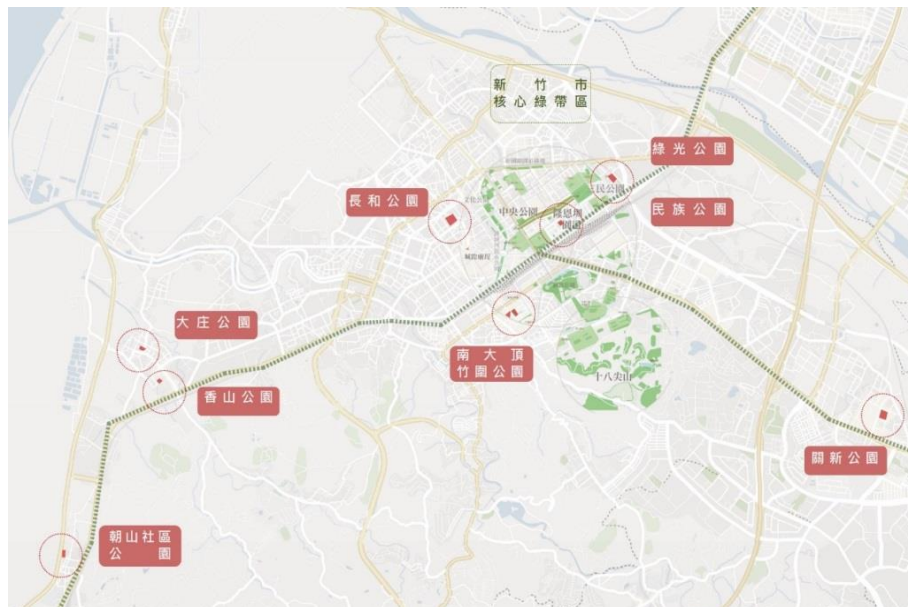 新竹市
核心綠帶區
綠光公園
民族公園
長和公園
中央公園
大庄公園
香山公園
南大頂
竹圍公園
十八尖山
關新公園
朝山社區
公園